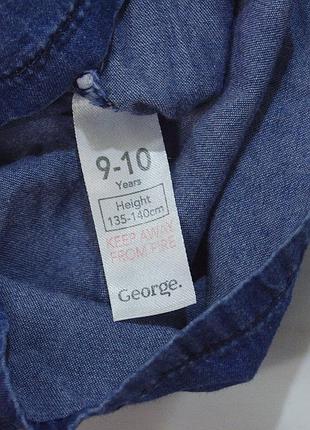 9-10
Years
Height
135-140cm
KEEP AWAY
FROM FIRE
George.